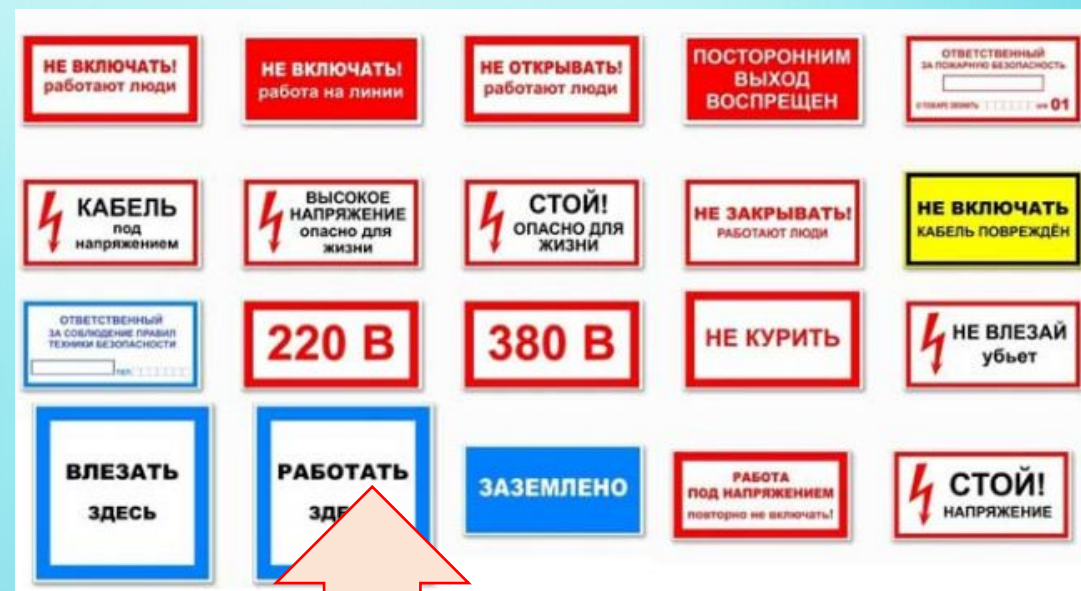 НЕ ВКЛЮЧАТЬ!
работают люди
НЕ ВКЛЮЧАТЬ!
работа на линии
НЕ ОТКРЫВАТЬ!
работают люди
ПОСТОРОННИМ
ВЫХОД
ВОСПРЕЩЕН
ОТВЕТСТВЕННЫЙ
ЗА ПОЖАРНУЮ БЕЗОПАСНОСТЬ
О ПОЖАРЕ ЗВОНИТЬ 01
КАБЕЛЬ
под
напряжением
ВЫСОКОЕ
НАПРЯЖЕНИЕ
опасно для
жизни
СТОЙ!
ОПАСНО ДЛЯ
ЖИЗНИ
НЕ ЗАКРЫВАТЬ!
РАБОТАЮТ ЛЮДИ
НЕ ВКЛЮЧАТЬ
КАБЕЛЬ ПОВРЕЖДЁН
ОТВЕТСТВЕННЫЙ
ЗА СОБЛЮДЕНИЕ ПРАВИЛ
ТЕХНИКИ БЕЗОПАСНОСТИ
тел.
220 В
380 В
НЕ КУРИТЬ
НЕ ВЛЕЗАЙ
убьет
ВЛЕЗАТЬ
ЗДЕСЬ
РАБОТАТЬ
ЗАЗЕМЛЕНО
РАБОТА
ПОД НАПРЯЖЕНИЕМ
повторно не включать!
СТОЙ!
НАПРЯЖЕНИЕ